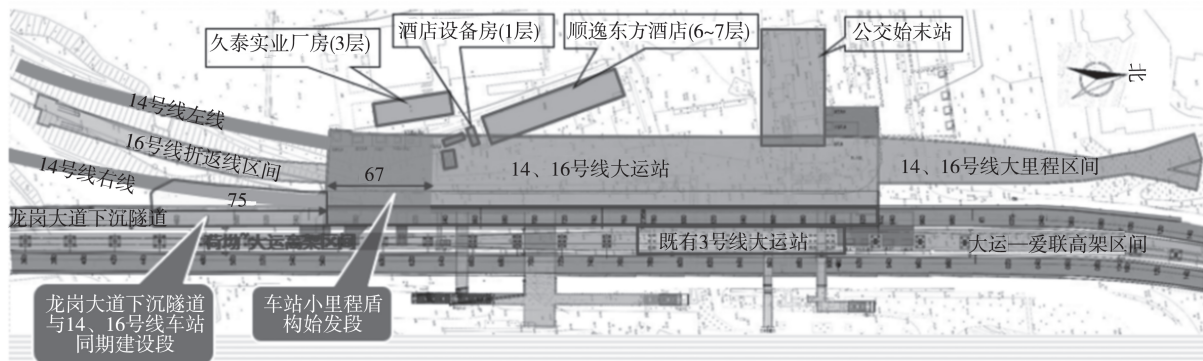 久泰实业厂房(3层)
酒店设备房(1层)
顺逸东方酒店(6~7层)
公交始末站
北
14号线左线
16号线折返线区间
14号线右线
67
75
14、16号线大运站
14、16号线大里程区间
龙岗大道下沉隧道
大运高架区间
既有3号线大运站
大运—爱联高架区间
龙岗大道下沉隧道
与14、16号线车站
同期建设段
车站小里程盾
构始发段